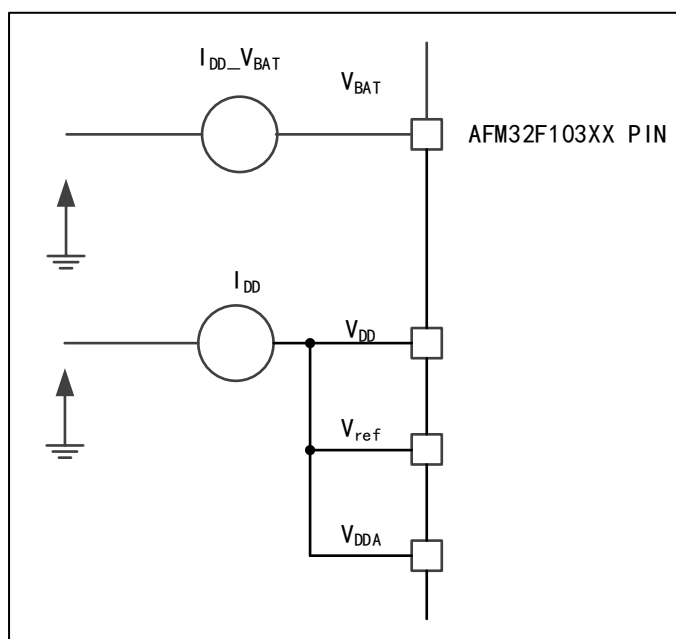 I_DD_V_BAT
V_BAT
AFM32F103XX PIN
I_DD
V_DD
V_ref
V_DDA